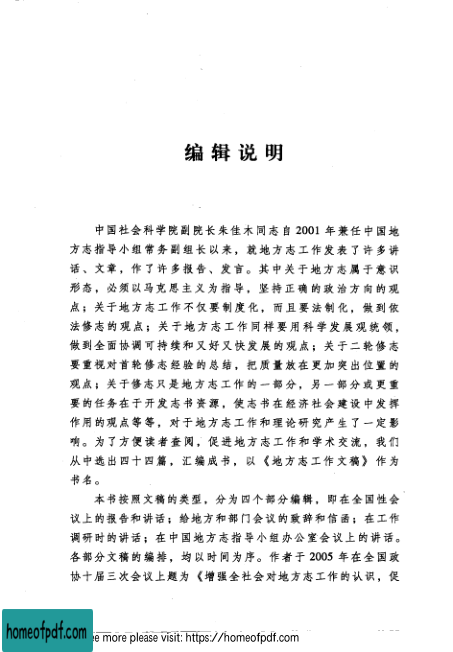 编辑说明
中国社会科学院副院长朱佳木同志自 2001 年兼任中国地
方志指导小组常务副组长以来，就地方志工作发表了许多讲
话、文章，作了许多报告、发言。其中关于地方志属于意识
形态，必须以马克思主义为指导，坚持正确的政治方向的观
点；关于地方志工作不仅要制度化，而且要法制化，做到依
法修志的观点；关于地方志工作同样要用科学发展观统领，
做到全面协调可持续和又好又快发展的观点；关于二轮修志
要重视对首轮修志经验的总结，把质量放在更加突出位置的
观点；关于修志只是地方志工作的一部分，另一部分或更重
要的任务在于开发志书资源，使志书在经济社会建设中发挥
作用的观点等等，对于地方志工作和理论研究产生了一定影
响。为了方便读者查阅，促进地方志工作和学术交流，我们
从中选出四十四篇，汇编成书，以《地方志工作文稿》作为
书名。
本书按照文稿的类型，分为四个部分编辑，即在全国性会
议上的报告和讲话；给地方和部门会议的致辞和信函；在工作
调研时的讲话；在中国地方志指导小组办公室会议上的讲话。
各部分文稿的编排，均以时间为序。作者于 2005 年在全国政
协十届三次会议上题为《增强全社会对地方志工作的认识，促
homeofpdf.com
ee more please visit: https://homeofpdf.com